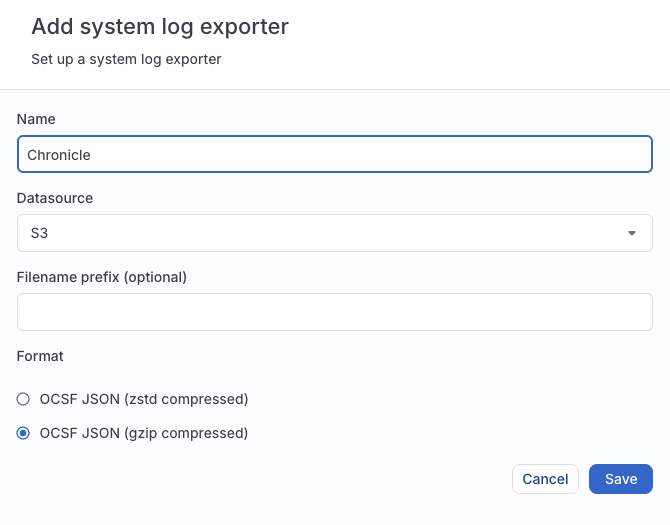 Add system log exporter
Set up a system log exporter
Name
Chronicle
Datasource
S3
Filename prefix (optional)
Format
OCSF JSON (zstd compressed)
OCSF JSON (gzip compressed)
Cancel
Save